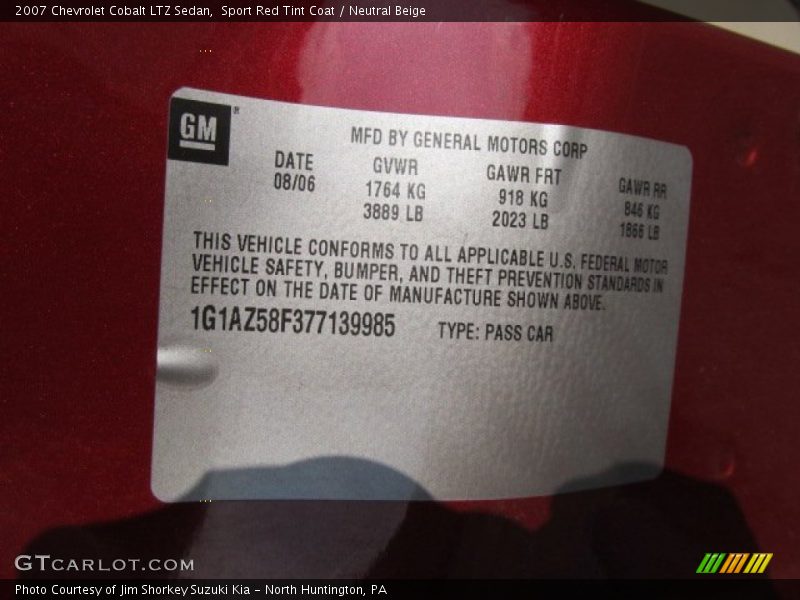 2007 Chevrolet Cobalt LTZ Sedan, Sport Red Tint Coat / Neutral Beige
GM®
MFD BY GENERAL MOTORS CORP
DATE GVWR GAWR FRT GAWR RR
08/06 1764 KG 918 KG 846 KG
3889 LB 2023 LB 1866 LB
THIS VEHICLE CONFORMS TO ALL APPLICABLE U.S. FEDERAL MOTOR
VEHICLE SAFETY, BUMPER, AND THEFT PREVENTION STANDARDS IN
EFFECT ON THE DATE OF MANUFACTURE SHOWN ABOVE.
1G1AZ58F377139985 TYPE: PASS CAR
GTCARLOT.COM
Photo Courtesy of Jim Shorkey Suzuki Kia - North Huntington, PA